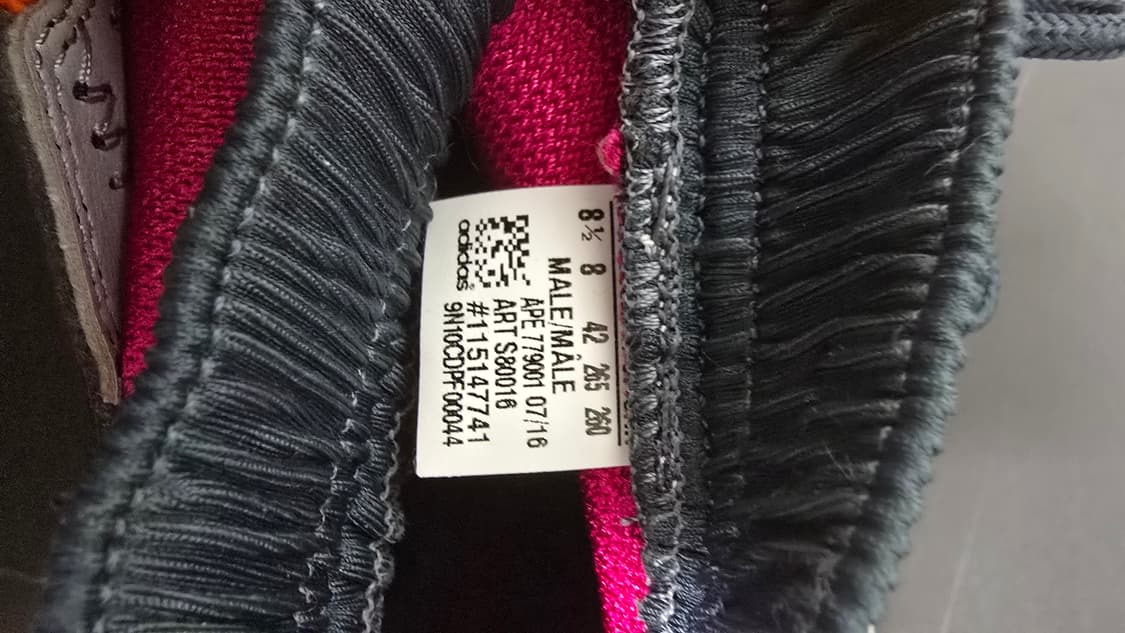 8½ 8 42 265 260
MALE/MÂLE
APE 779001 07/16
ART S80016
#115147741
9N10CDPF00044
adidas®